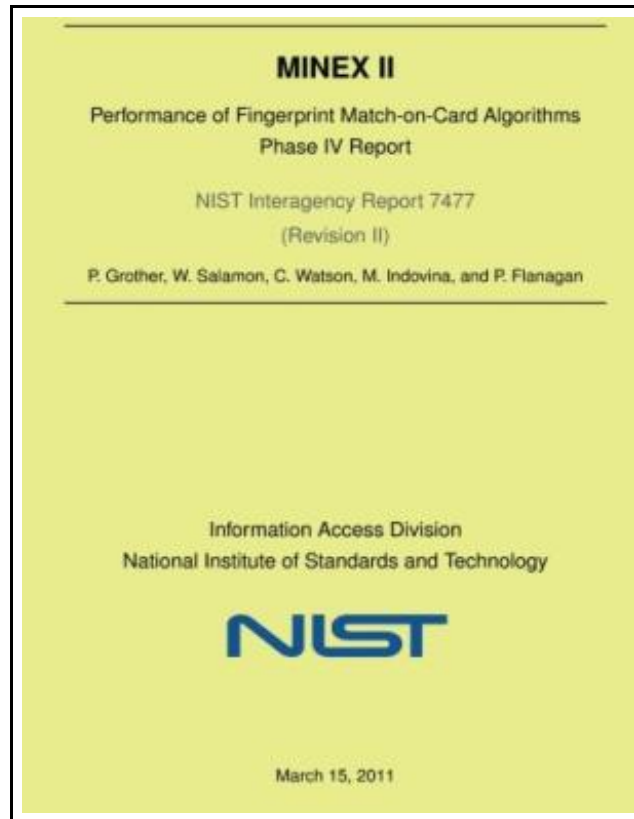 MINEX II
Performance of Fingerprint Match-on-Card Algorithms
Phase IV Report
NIST Interagency Report 7477
(Revision II)
P. Grother, W. Salamon, C. Watson, M. Indovina, and P. Flanagan
Information Access Division
National Institute of Standards and Technology
NIST
March 15, 2011